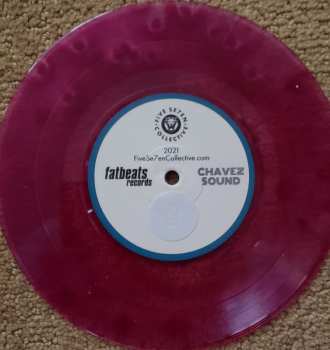 FIVE SE7EN
COLLECTIVE
2021
FiveSe7enCollective.com
fatbeats
records
CHAVEZ
SOUND